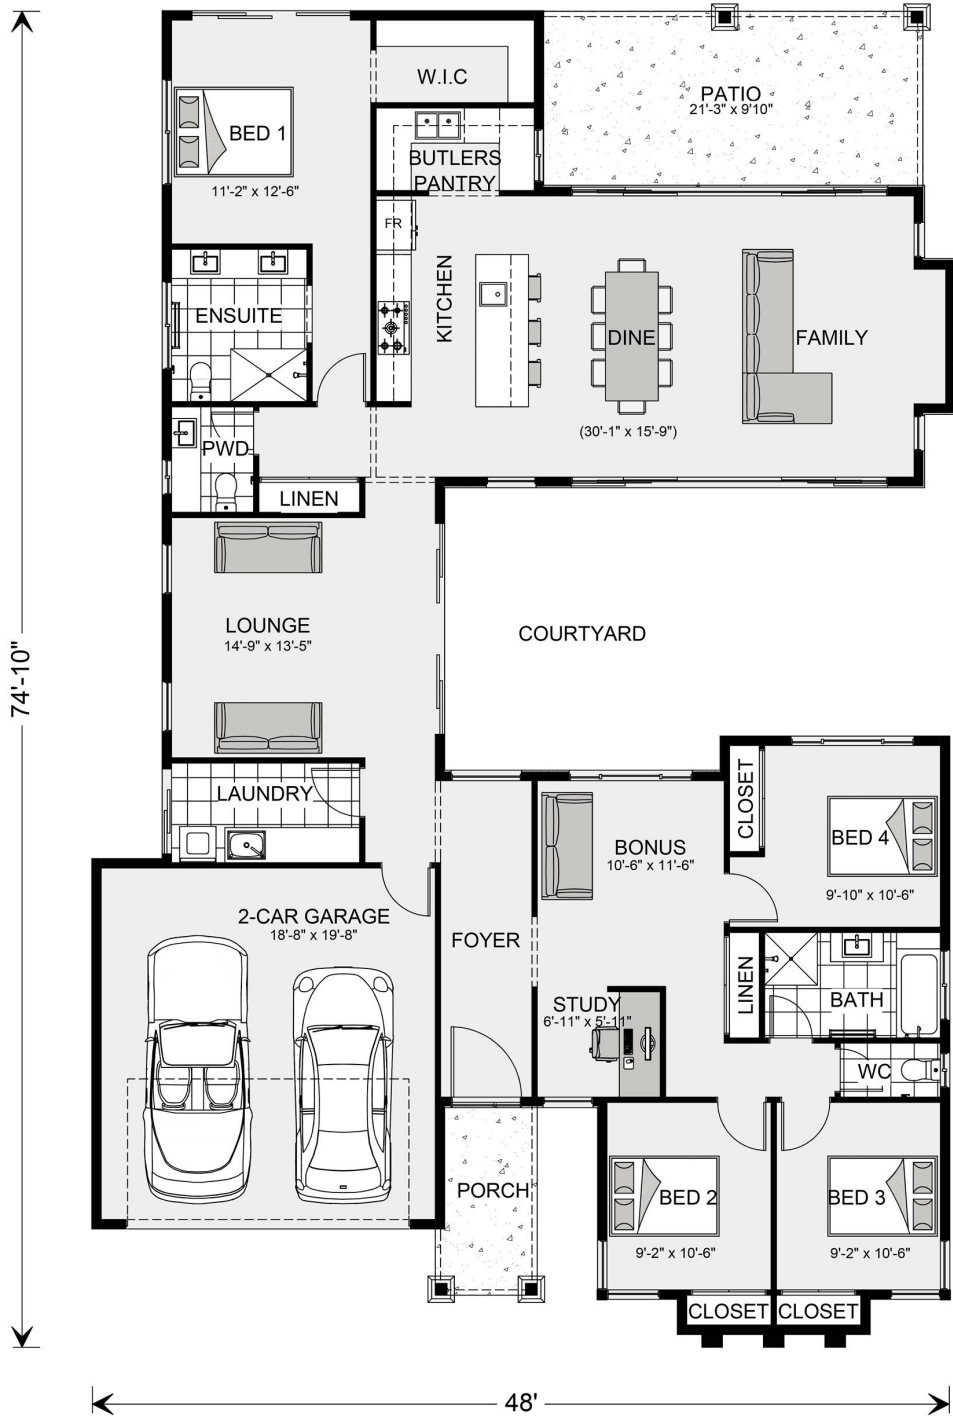 W.I.C
PATIO
21'-3" x 9'10"
BED 1
11'-2" x 12'-6"
BUTLERS
PANTRY
FR
KITCHEN
ENSUITE
DINE
FAMILY
(30'-1" x 15'-9")
PWD
LINEN
LOUNGE
14'-9" x 13'-5"
COURTYARD
74'-10"
LAUNDRY
CLOSET
BED 4
9'-10" x 10'-6"
BONUS
10'-6" x 11'-6"
2-CAR GARAGE
18'-8" x 19'-8"
FOYER
LINEN
BATH
STUDY
6'-11" x 5'-11"
WC
PORCH
BED 2
9'-2" x 10'-6"
BED 3
9'-2" x 10'-6"
CLOSET
CLOSET
48'